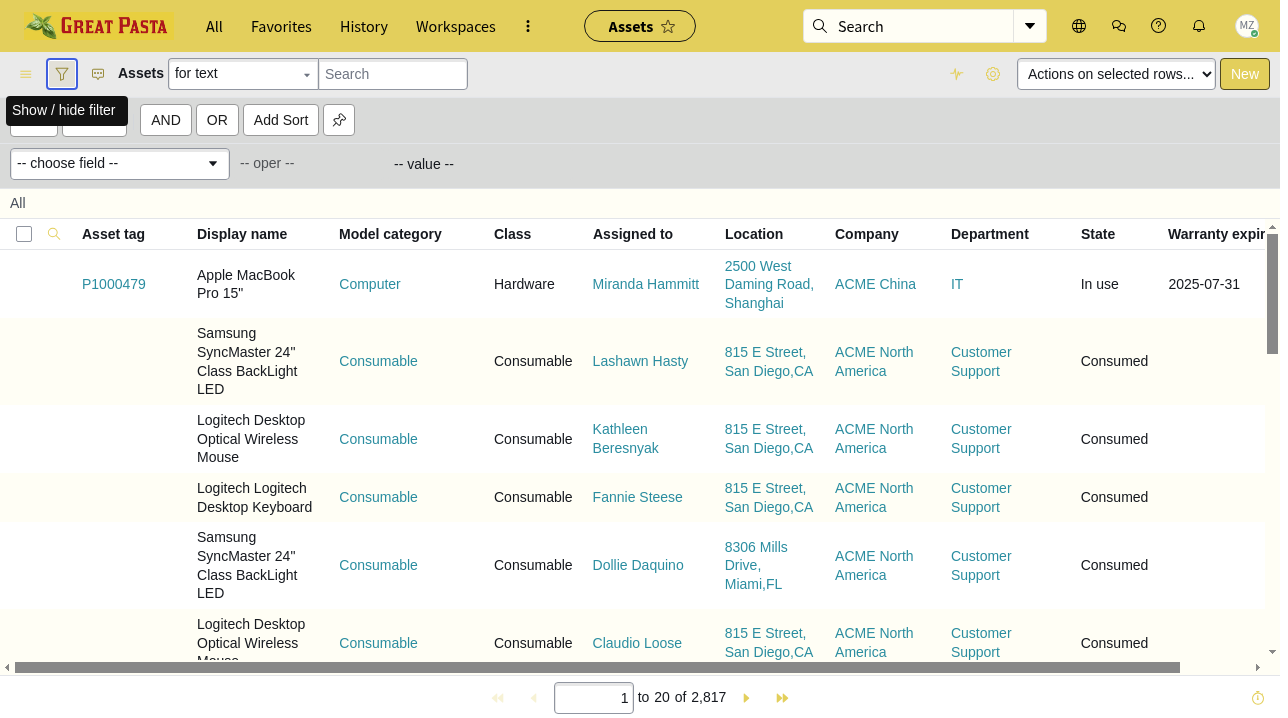 GREAT PASTA All Favorites History Workspaces Assets Search MZ
Assets for text Search Actions on selected rows... New
Show / hide filter
AND OR Add Sort
-- choose field -- -- oper -- -- value --
All
Asset tag Display name Model category Class Assigned to Location Company Department State Warranty expir
P1000479 Apple MacBook Pro 15" Computer Hardware Miranda Hammitt 2500 West Daming Road, Shanghai ACME China IT In use 2025-07-31
Samsung SyncMaster 24" Class BackLight LED Consumable Consumable Lashawn Hasty 815 E Street, San Diego,CA ACME North America Customer Support Consumed
Logitech Desktop Optical Wireless Mouse Consumable Consumable Kathleen Beresnyak 815 E Street, San Diego,CA ACME North America Customer Support Consumed
Logitech Logitech Desktop Keyboard Consumable Consumable Fannie Steese 815 E Street, San Diego,CA ACME North America Customer Support Consumed
Samsung SyncMaster 24" Class BackLight LED Consumable Consumable Dollie Daquino 8306 Mills Drive, Miami,FL ACME North America Customer Support Consumed
Logitech Desktop Optical Wireless Mouse Consumable Consumable Claudio Loose 815 E Street, San Diego,CA ACME North America Customer Support Consumed
1 to 20 of 2,817